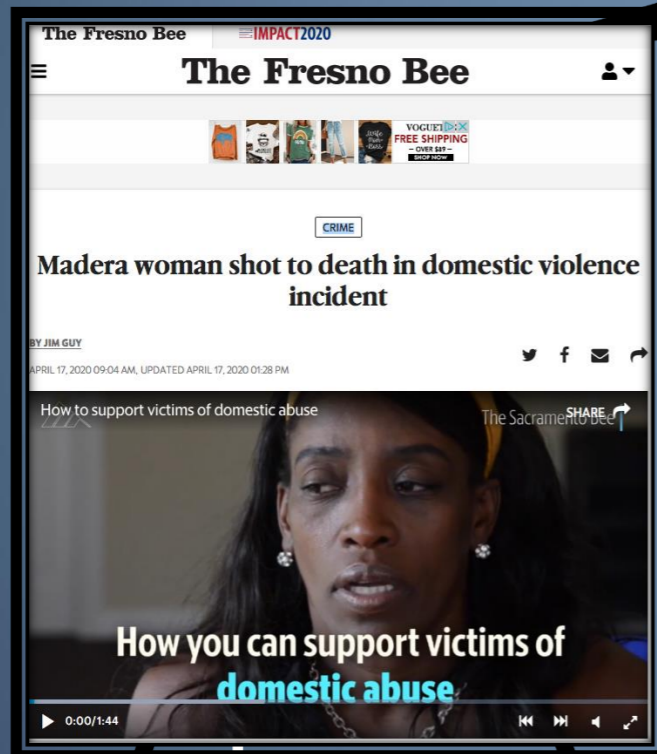 The Fresno Bee IMPACT2020
The Fresno Bee
VOGUE
FREE SHIPPING
– OVER $89 –
SHOP NOW
CRIME
Madera woman shot to death in domestic violence
incident
BY JIM GUY
APRIL 17, 2020 09:04 AM, UPDATED APRIL 17, 2020 01:28 PM
How to support victims of domestic abuse
The Sacramento Bee SHARE
How you can support victims of
domestic abuse
0:00/1:44